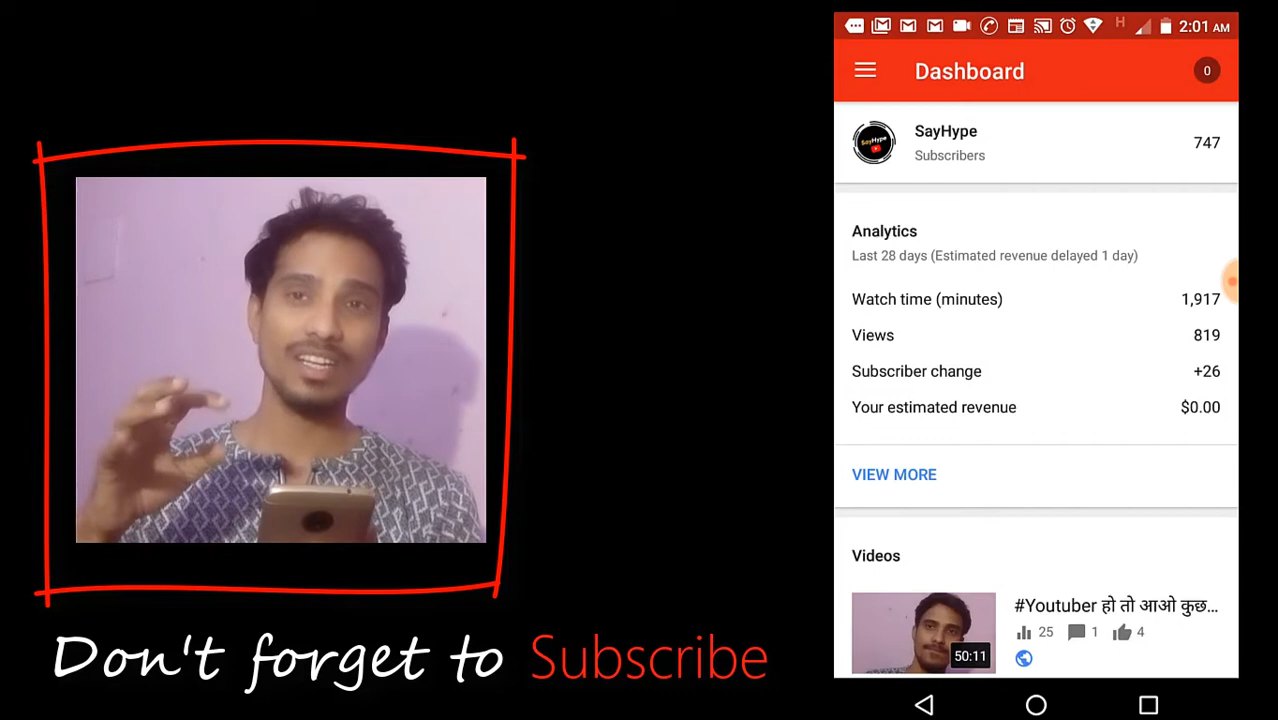 H 2:01 AM
Dashboard 0
SayHype 747
Subscribers
SayHype
Analytics
Last 28 days (Estimated revenue delayed 1 day)
Watch time (minutes) 1,917
Views 819
Subscriber change +26
Your estimated revenue $0.00
VIEW MORE
Videos
#Youtuber हो तो आओ कुछ...
25 1 4
50:11
Don't forget to Subscribe